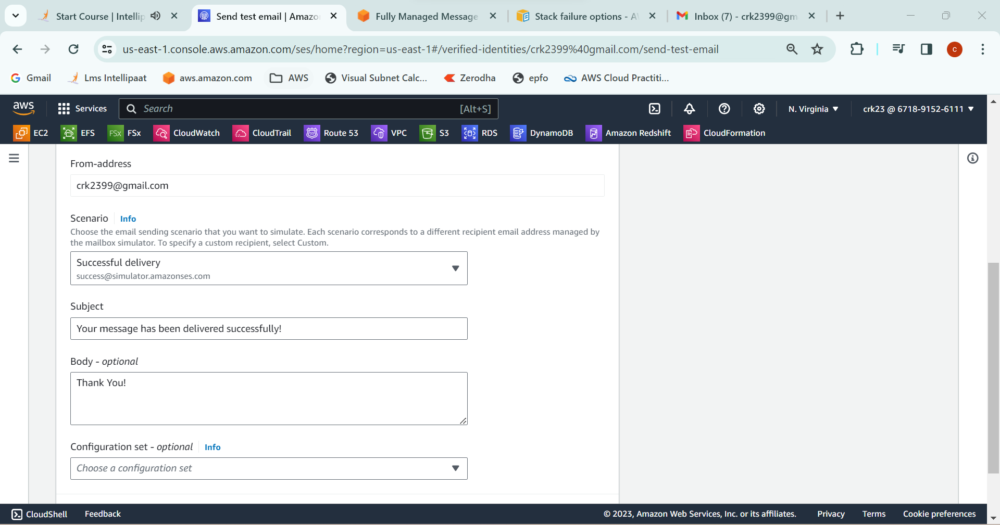 Start Course | Intellip
Send test email | Amazo
Fully Managed Message
Stack failure options - A
Inbox (7) - crk2399@gm
us-east-1.console.aws.amazon.com/ses/home?region=us-east-1#/verified-identities/crk2399%40gmail.com/send-test-email
C
Gmail
Lms Intellipaat
aws.amazon.com
AWS
Visual Subnet Calc...
Zerodha
epfo
AWS Cloud Practiti...
aws
Services
Search
[Alt+S]
N. Virginia
crk23 @ 6718-9152-6111
EC2
EFS
FSx
FSx
CloudWatch
CloudTrail
53
Route 53
VPC
S3
RDS
DynamoDB
Amazon Redshift
CloudFormation
From-address
crk2399@gmail.com
Scenario
Info
Choose the email sending scenario that you want to simulate. Each scenario corresponds to a different recipient email address managed by
the mailbox simulator. To specify a custom recipient, select Custom.
Successful delivery
success@simulator.amazonses.com
Subject
Your message has been delivered successfully!
Body - optional
Thank You!
Configuration set - optional
Info
Choose a configuration set
CloudShell
Feedback
© 2023, Amazon Web Services, Inc. or its affiliates.
Privacy
Terms
Cookie preferences